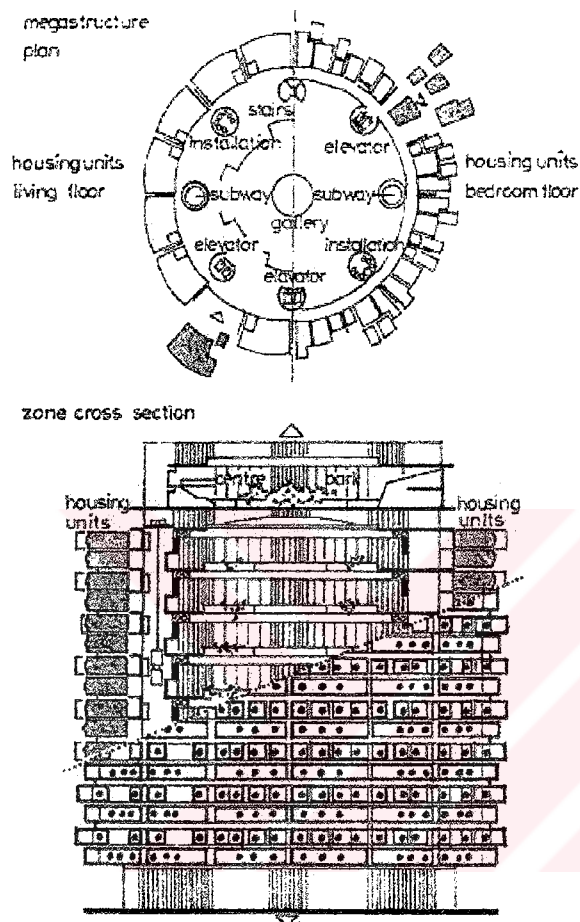 megastructure
plan
stairs
installation
elevator
housing units
living floor
housing units
bedroom floor
subway
subway
gallery
elevator
installation
elavator
zone cross section
centre
park
housing
units
housing
units